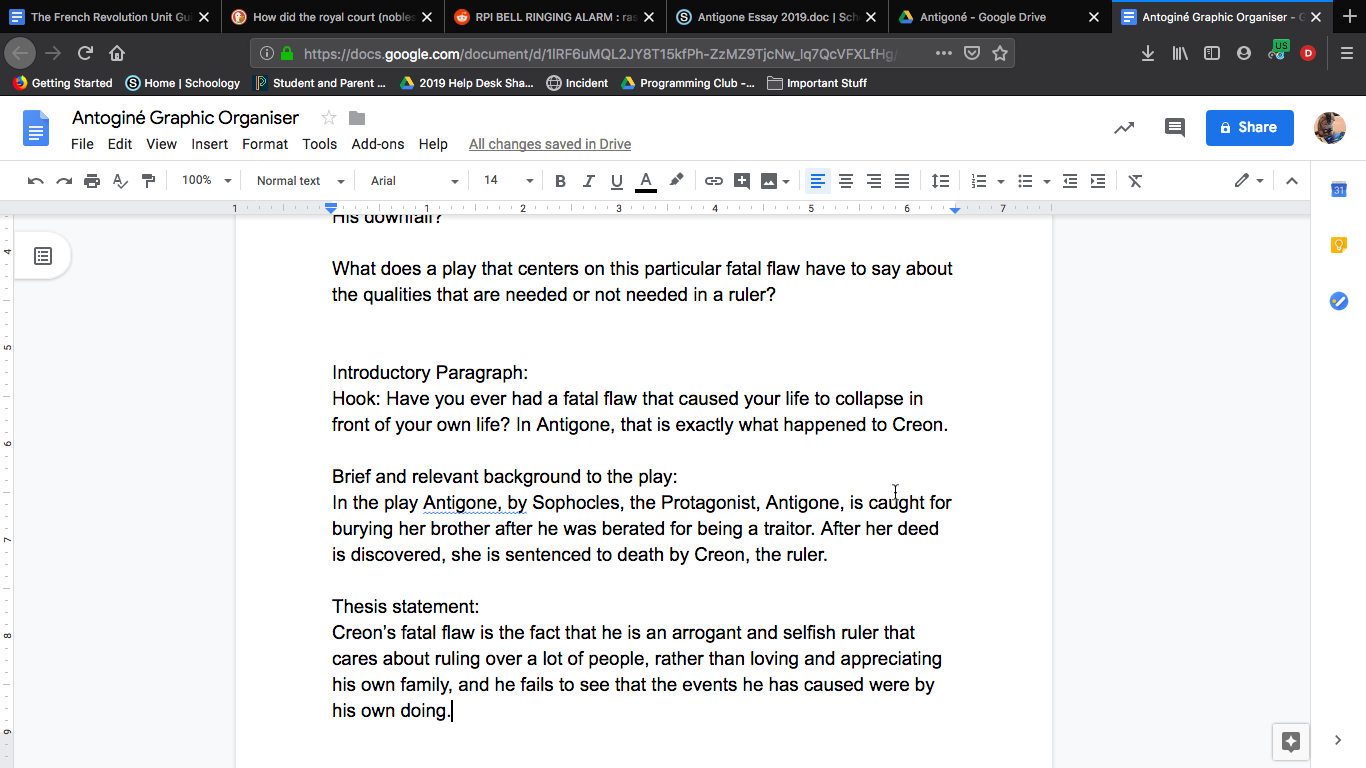 The French Revolution Unit Gui
How did the royal court (nobles
RPI BELL RINGING ALARM : ras
Antigone Essay 2019.doc | Sch
Antigoné - Google Drive
Antoginé Graphic Organiser - G
https://docs.google.com/document/d/1lRF6uMQL2JY8T15kfPh-ZzMZ9TjcNw_lq7QcVFXLfHg/
US
D
Getting Started
Home | Schoology
Student and Parent ...
2019 Help Desk Sha...
Incident
Programming Club -...
Important Stuff
Antoginé Graphic Organiser
File Edit View Insert Format Tools Add-ons Help All changes saved in Drive
Share
100% Normal text Arial 14 B I U A
31
1 1 2 3 4 5 6 7
His downfall?
What does a play that centers on this particular fatal flaw have to say about
the qualities that are needed or not needed in a ruler?
Introductory Paragraph:
Hook: Have you ever had a fatal flaw that caused your life to collapse in
front of your own life? In Antigone, that is exactly what happened to Creon.
Brief and relevant background to the play:
In the play Antigone, by Sophocles, the Protagonist, Antigone, is caught for
burying her brother after he was berated for being a traitor. After her deed
is discovered, she is sentenced to death by Creon, the ruler.
Thesis statement:
Creon's fatal flaw is the fact that he is an arrogant and selfish ruler that
cares about ruling over a lot of people, rather than loving and appreciating
his own family, and he fails to see that the events he has caused were by
his own doing.
4
5
6
7
8
9